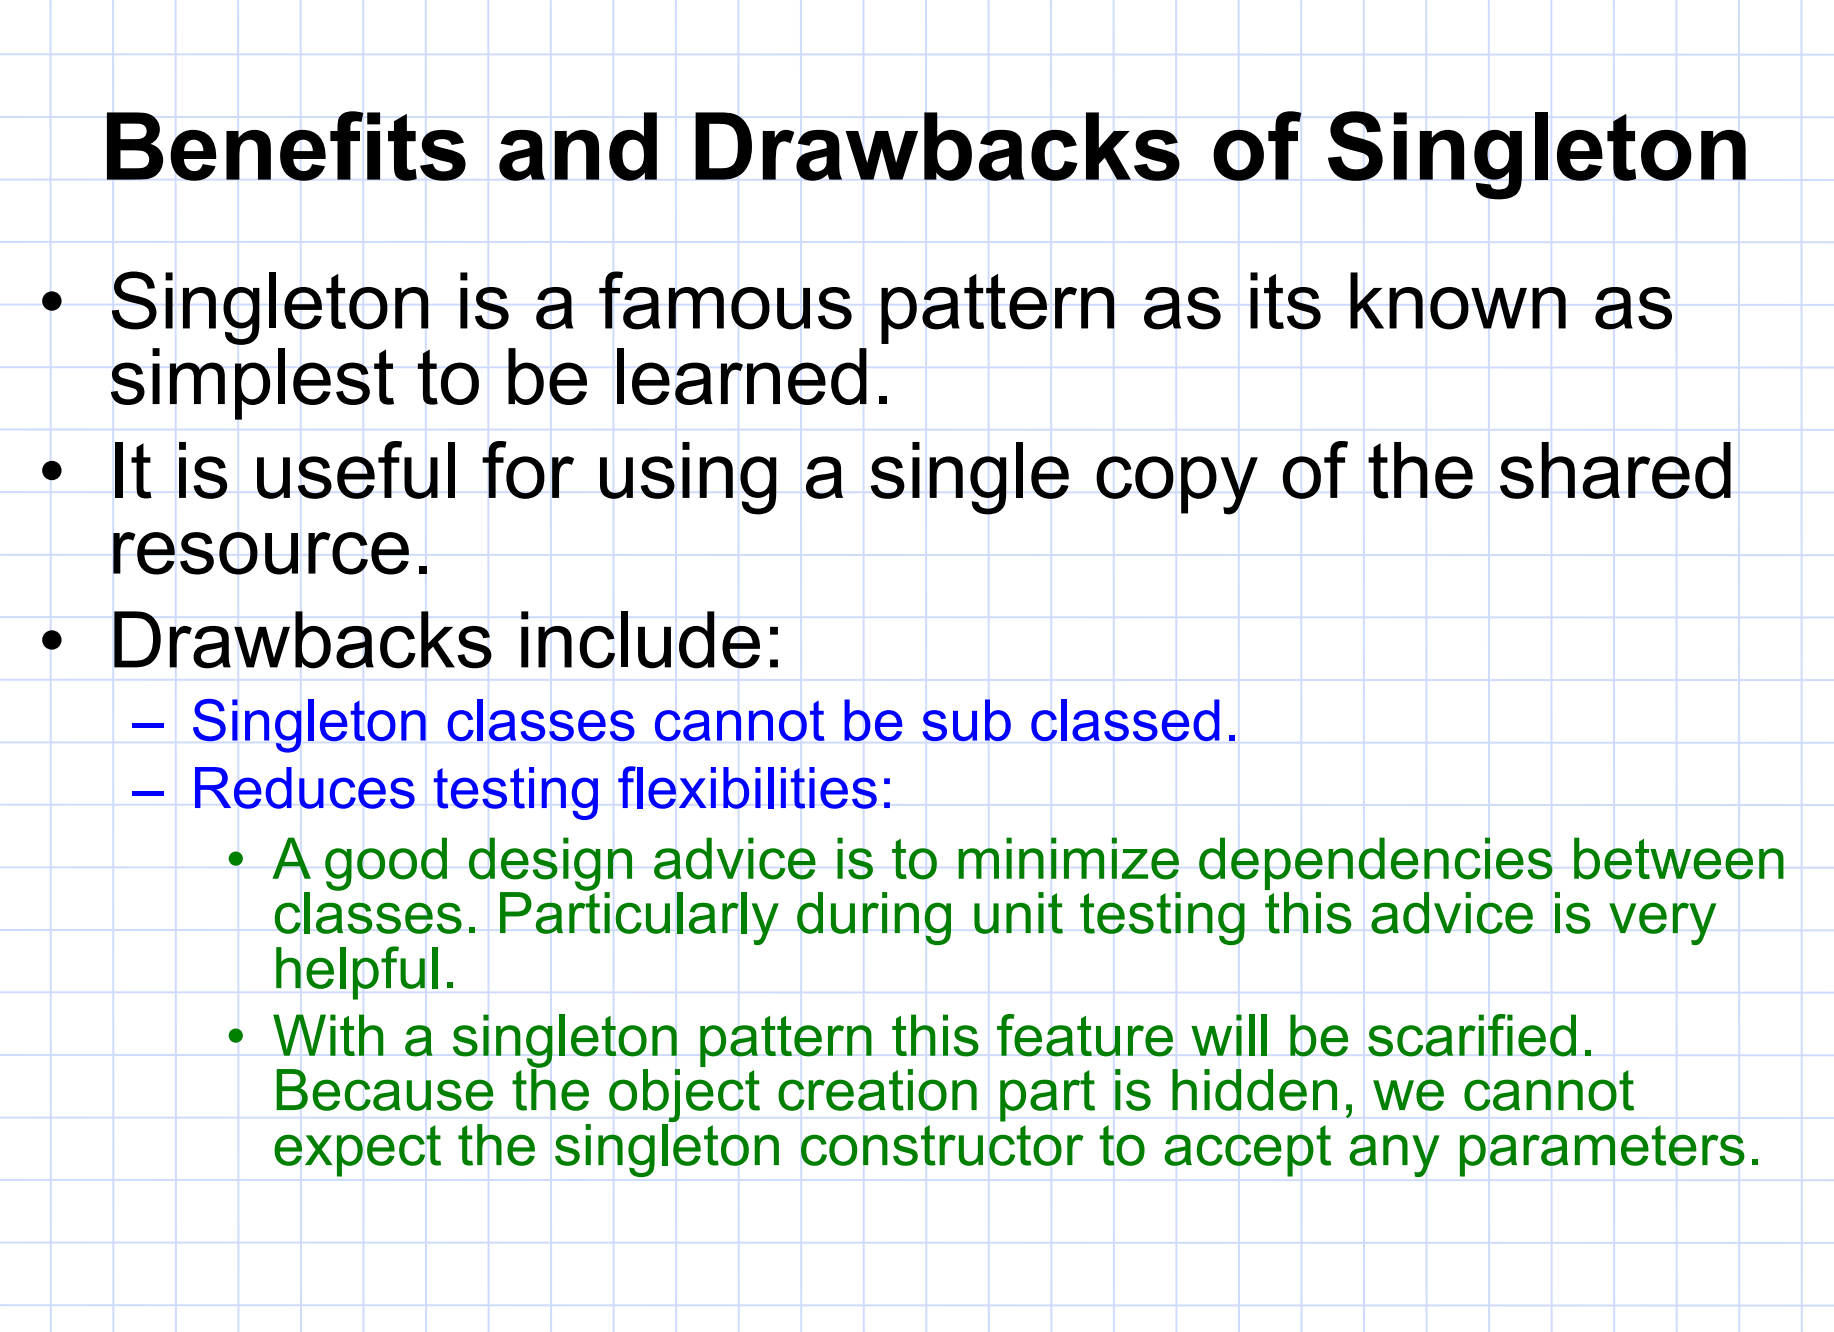 Benefits and Drawbacks of Singleton
• Singleton is a famous pattern as its known as
simplest to be learned.
• It is useful for using a single copy of the shared
resource.
• Drawbacks include:
– Singleton classes cannot be sub classed.
– Reduces testing flexibilities:
• A good design advice is to minimize dependencies between
classes. Particularly during unit testing this advice is very
helpful.
• With a singleton pattern this feature will be scarified.
Because the object creation part is hidden, we cannot
expect the singleton constructor to accept any parameters.